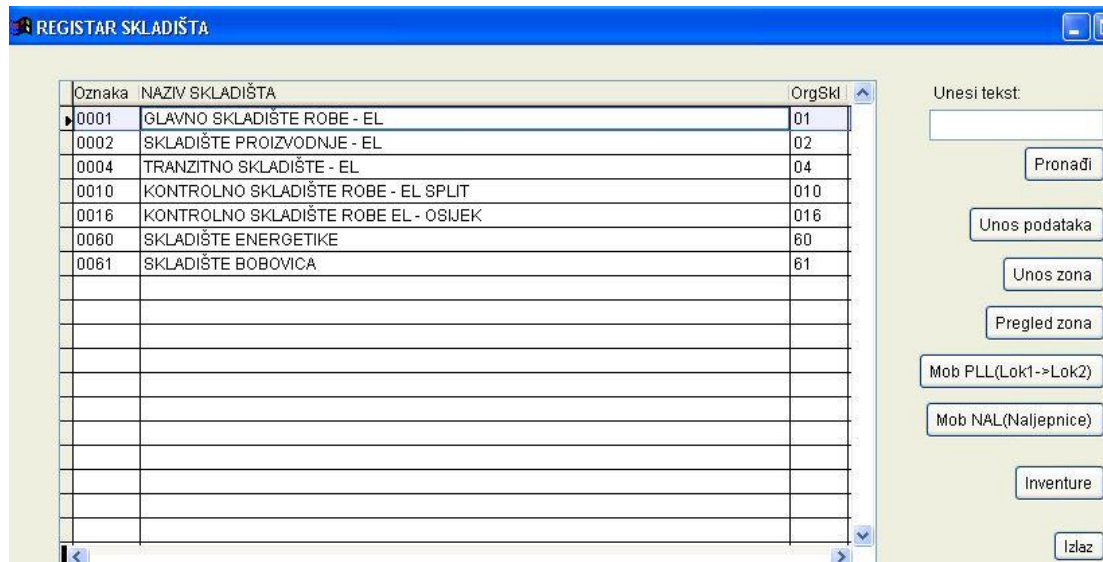 REGISTAR SKLADIŠTA
Oznaka NAZIV SKLADIŠTA OrgSkl
0001 GLAVNO SKLADIŠTE ROBE - EL 01
0002 SKLADIŠTE PROIZVODNJE - EL 02
0004 TRANZITNO SKLADIŠTE - EL 04
0010 KONTROLNO SKLADIŠTE ROBE - EL SPLIT 010
0016 KONTROLNO SKLADIŠTE ROBE EL - OSIJEK 016
0060 SKLADIŠTE ENERGETIKE 60
0061 SKLADIŠTE BOBOVICA 61
Unesi tekst:
Pronađi
Unos podataka
Unos zona
Pregled zona
Mob PLL(Lok1->Lok2)
Mob NAL(Naljepnice)
Inventure
Izlaz